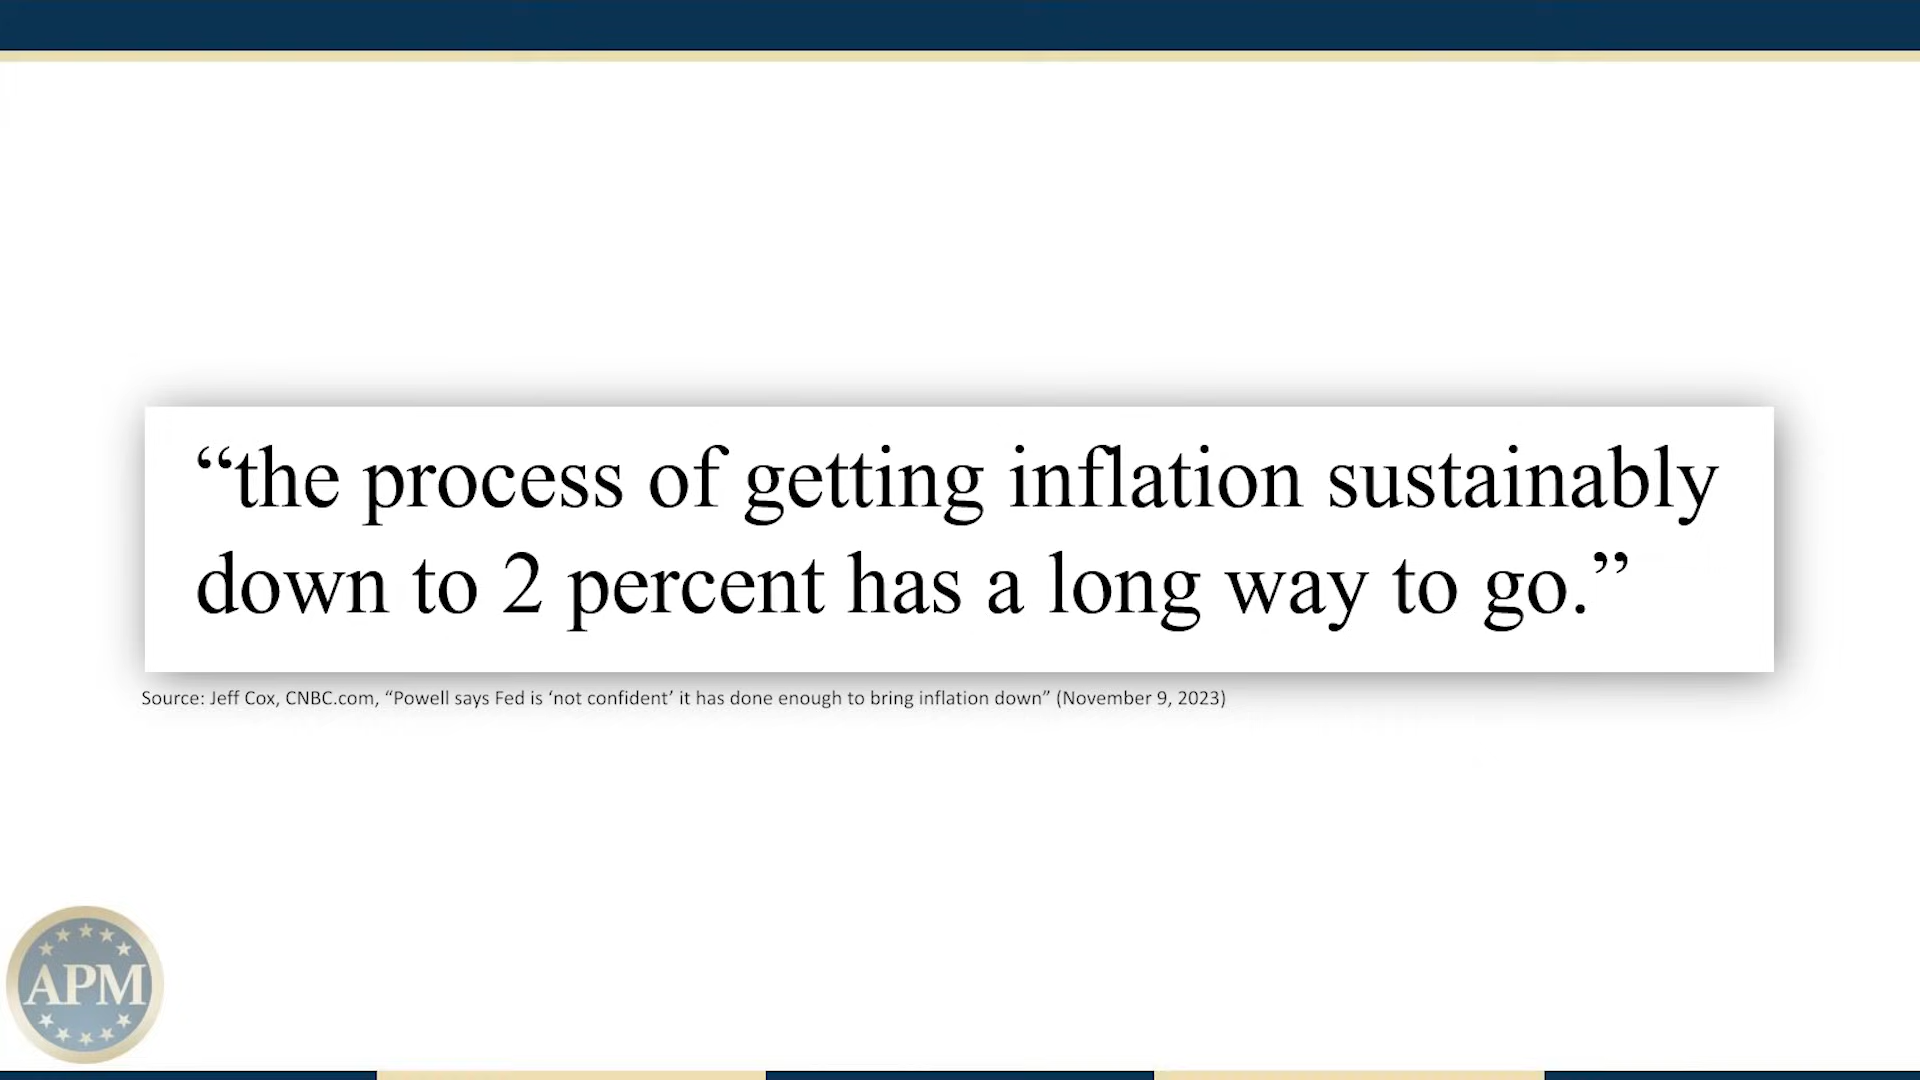 “the process of getting inflation sustainably
down to 2 percent has a long way to go.”
Source: Jeff Cox, CNBC.com, “Powell says Fed is ‘not confident’ it has done enough to bring inflation down” (November 9, 2023)
APM